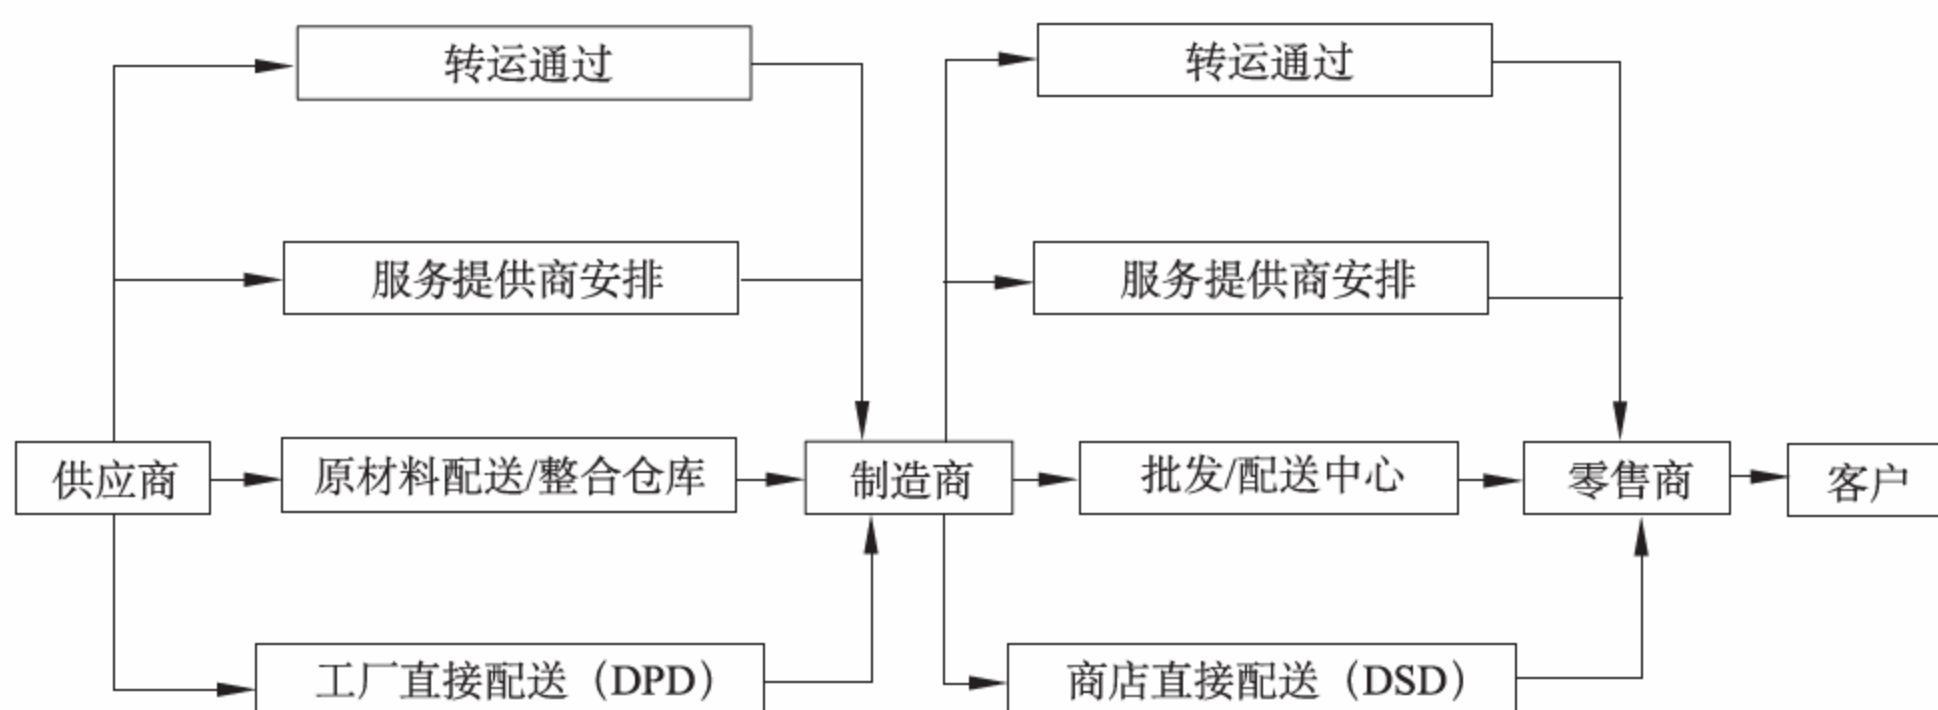 转运通过
转运通过
服务提供商安排
服务提供商安排
供应商
原材料配送/整合仓库
制造商
批发/配送中心
零售商
客户
工厂直接配送（DPD）
商店直接配送（DSD）